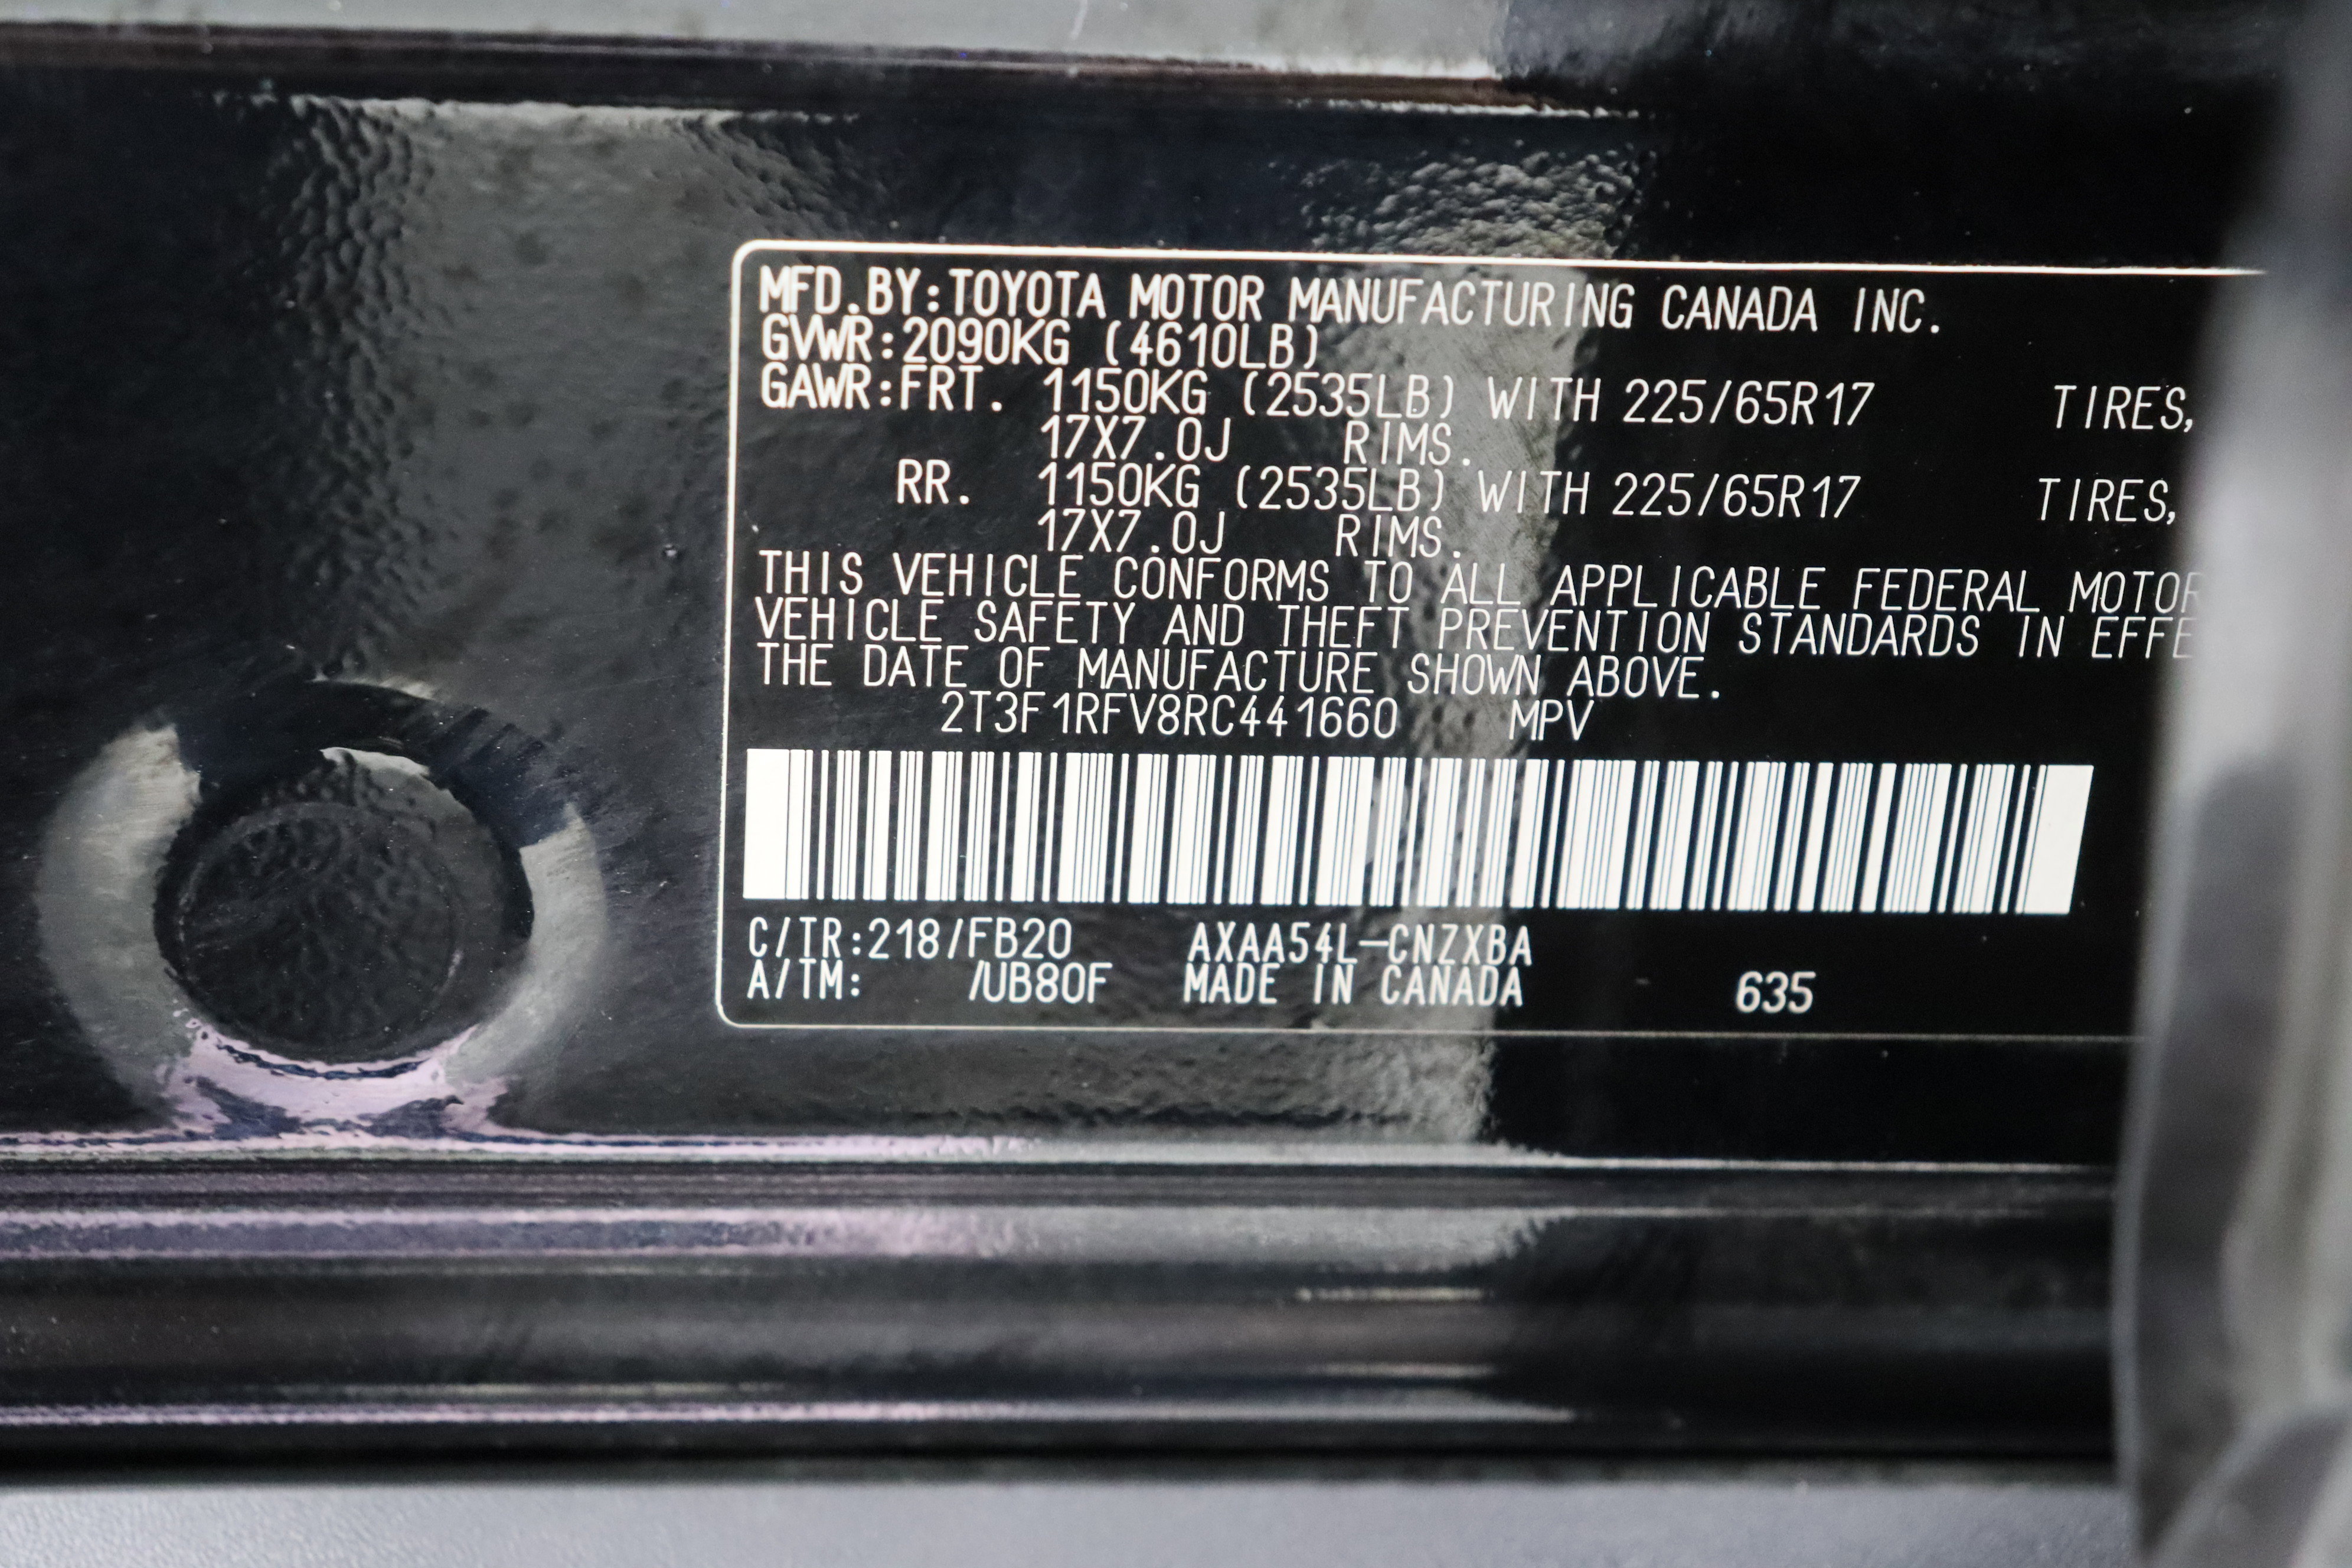 MFD.BY:TOYOTA MOTOR MANUFACTURING CANADA INC.
GVWR:2090KG (4610LB)
GAWR:FRT. 1150KG (2535LB) WITH 225/65R17 TIRES,
17X7.0J RIMS.
RR. 1150KG (2535LB) WITH 225/65R17 TIRES,
17X7.0J RIMS.
THIS VEHICLE CONFORMS TO ALL APPLICABLE FEDERAL MOTOR
VEHICLE SAFETY AND THEFT PREVENTION STANDARDS IN EFFE
THE DATE OF MANUFACTURE SHOWN ABOVE.
2T3F1RFV8RC441660 MPV
C/TR:218/FB20 AXAA54L-CNZXBA
A/TM: /UB80F MADE IN CANADA 635